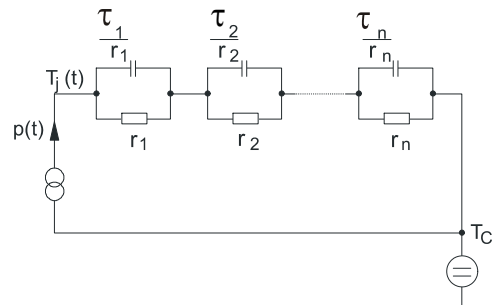 τ1/r1 τ2/r2 τn/rn
Tj(t)
p(t)
r1 r2 rn
TC